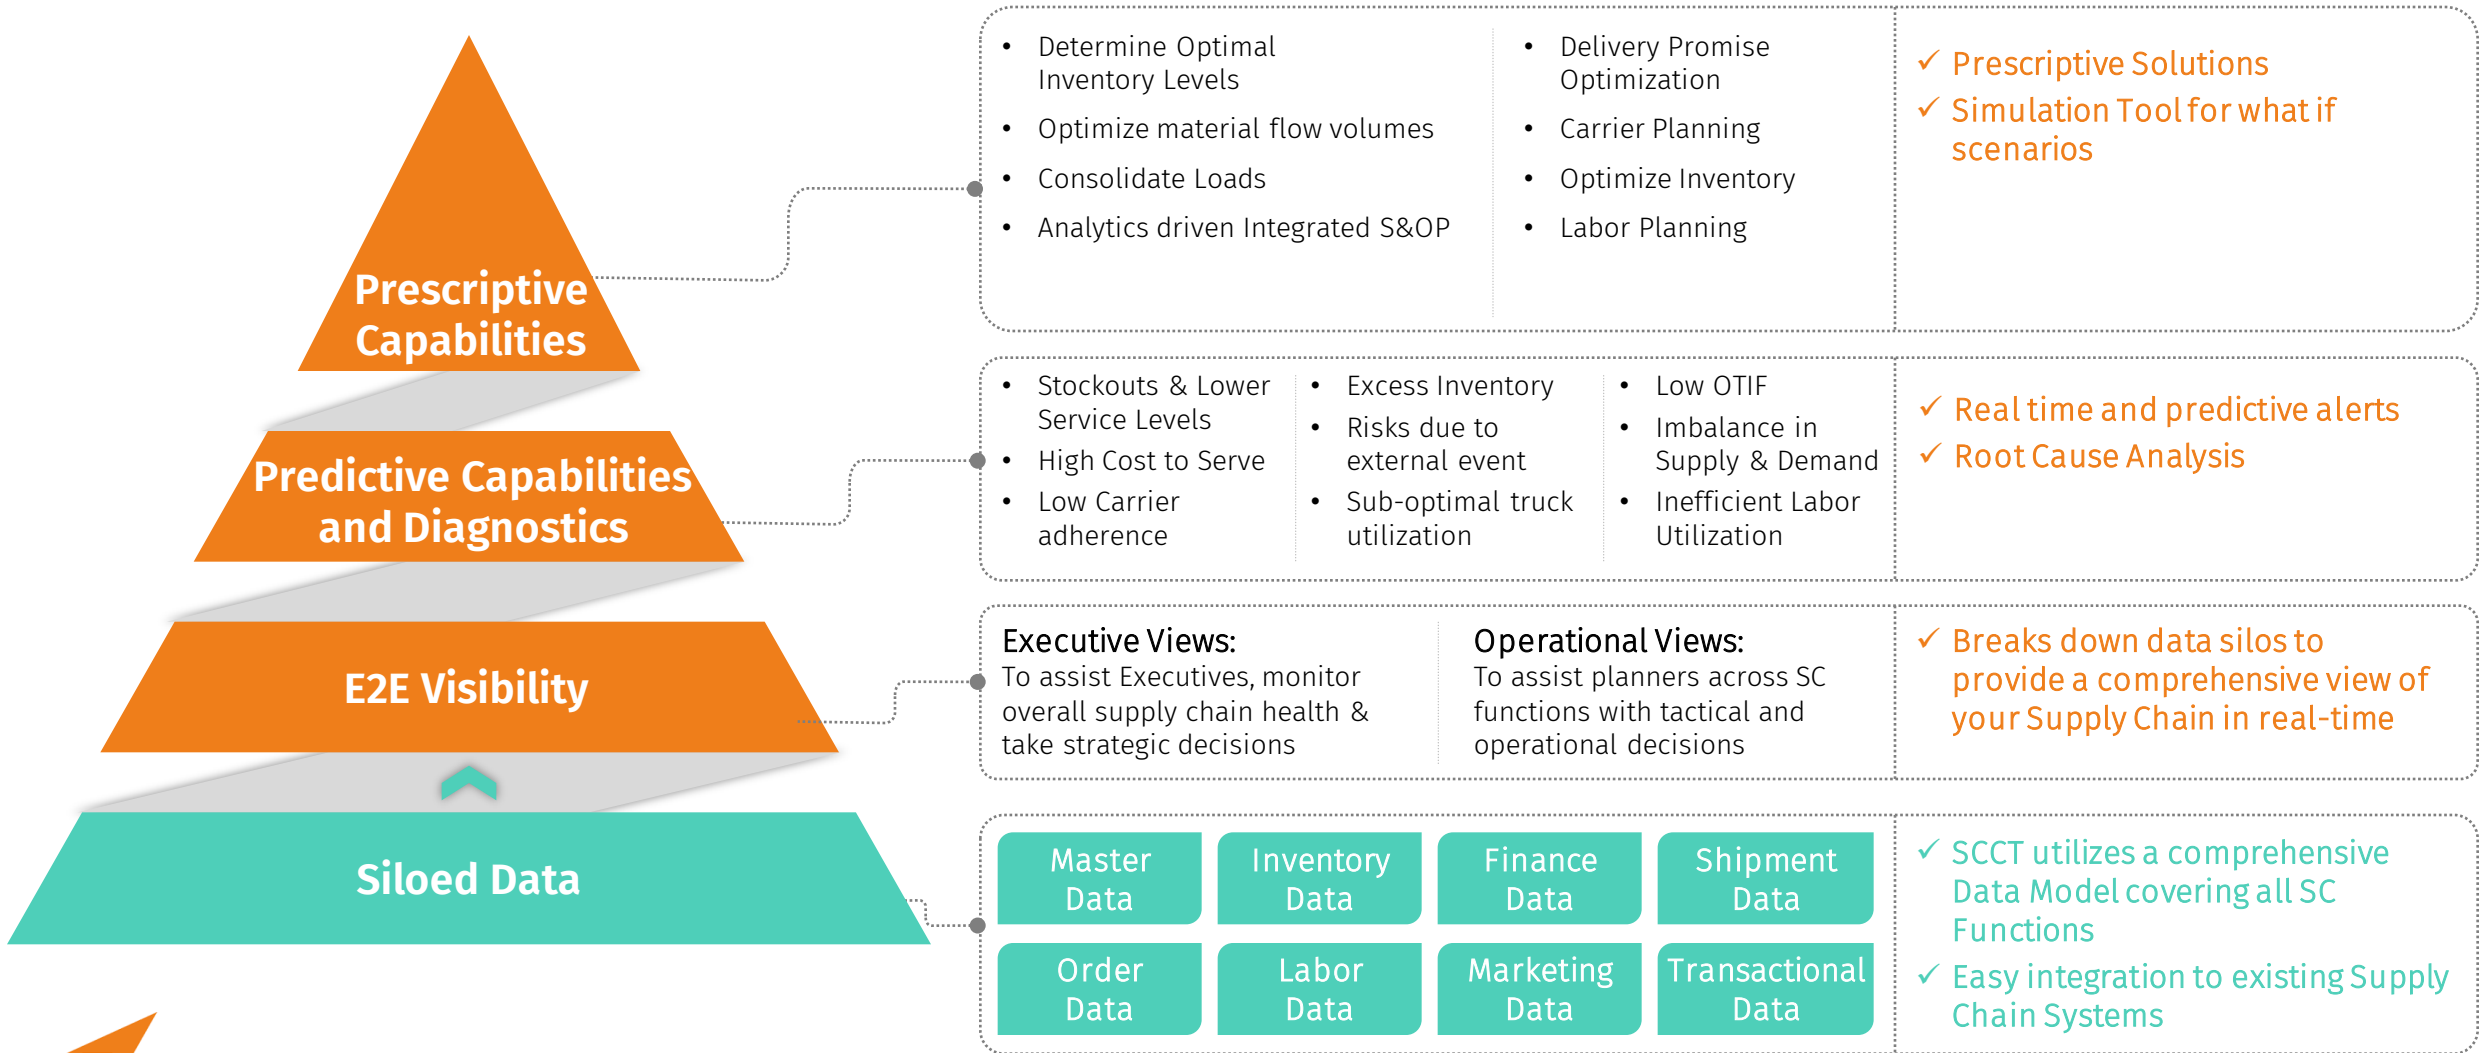 Prescriptive
Capabilities
• Determine Optimal
Inventory Levels
• Optimize material flow volumes
• Consolidate Loads
• Analytics driven Integrated S&OP
• Delivery Promise
Optimization
• Carrier Planning
• Optimize Inventory
• Labor Planning
✓ Prescriptive Solutions
✓ Simulation Tool for what if
scenarios
Predictive Capabilities
and Diagnostics
• Stockouts & Lower
Service Levels
• High Cost to Serve
• Low Carrier
adherence
• Excess Inventory
• Risks due to
external event
• Sub-optimal truck
utilization
• Low OTIF
• Imbalance in
Supply & Demand
• Inefficient Labor
Utilization
✓ Real time and predictive alerts
✓ Root Cause Analysis
E2E Visibility
Executive Views:
To assist Executives, monitor
overall supply chain health &
take strategic decisions
Operational Views:
To assist planners across SC
functions with tactical and
operational decisions
✓ Breaks down data silos to
provide a comprehensive view of
your Supply Chain in real-time
Siloed Data
Master
Data
Inventory
Data
Finance
Data
Shipment
Data
Order
Data
Labor
Data
Marketing
Data
Transactional
Data
✓ SCCT utilizes a comprehensive
Data Model covering all SC
Functions
✓ Easy integration to existing Supply
Chain Systems